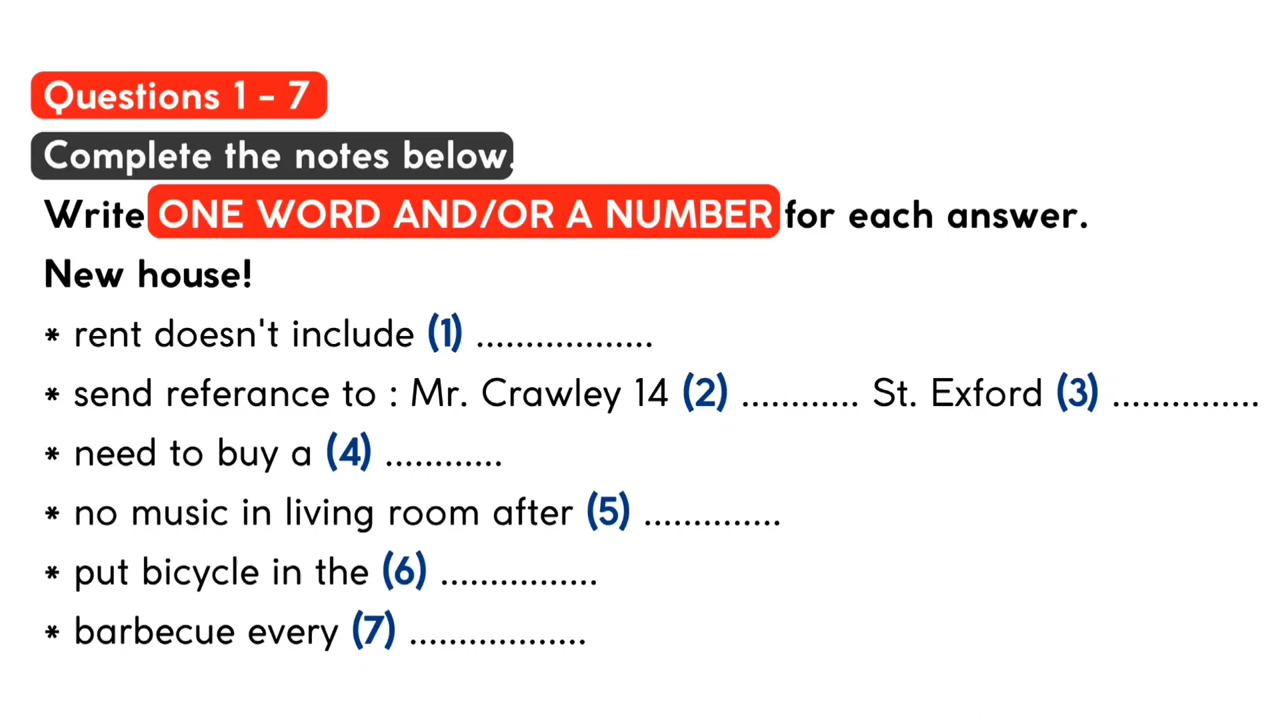 Questions 1 - 7
Complete the notes below.
Write ONE WORD AND/OR A NUMBER for each answer.
New house!
* rent doesn't include (1) ..................
* send referance to : Mr. Crawley 14 (2) ............ St. Exford (3) ...............
* need to buy a (4) ............
* no music in living room after (5) ..............
* put bicycle in the (6) ................
* barbecue every (7) ..................